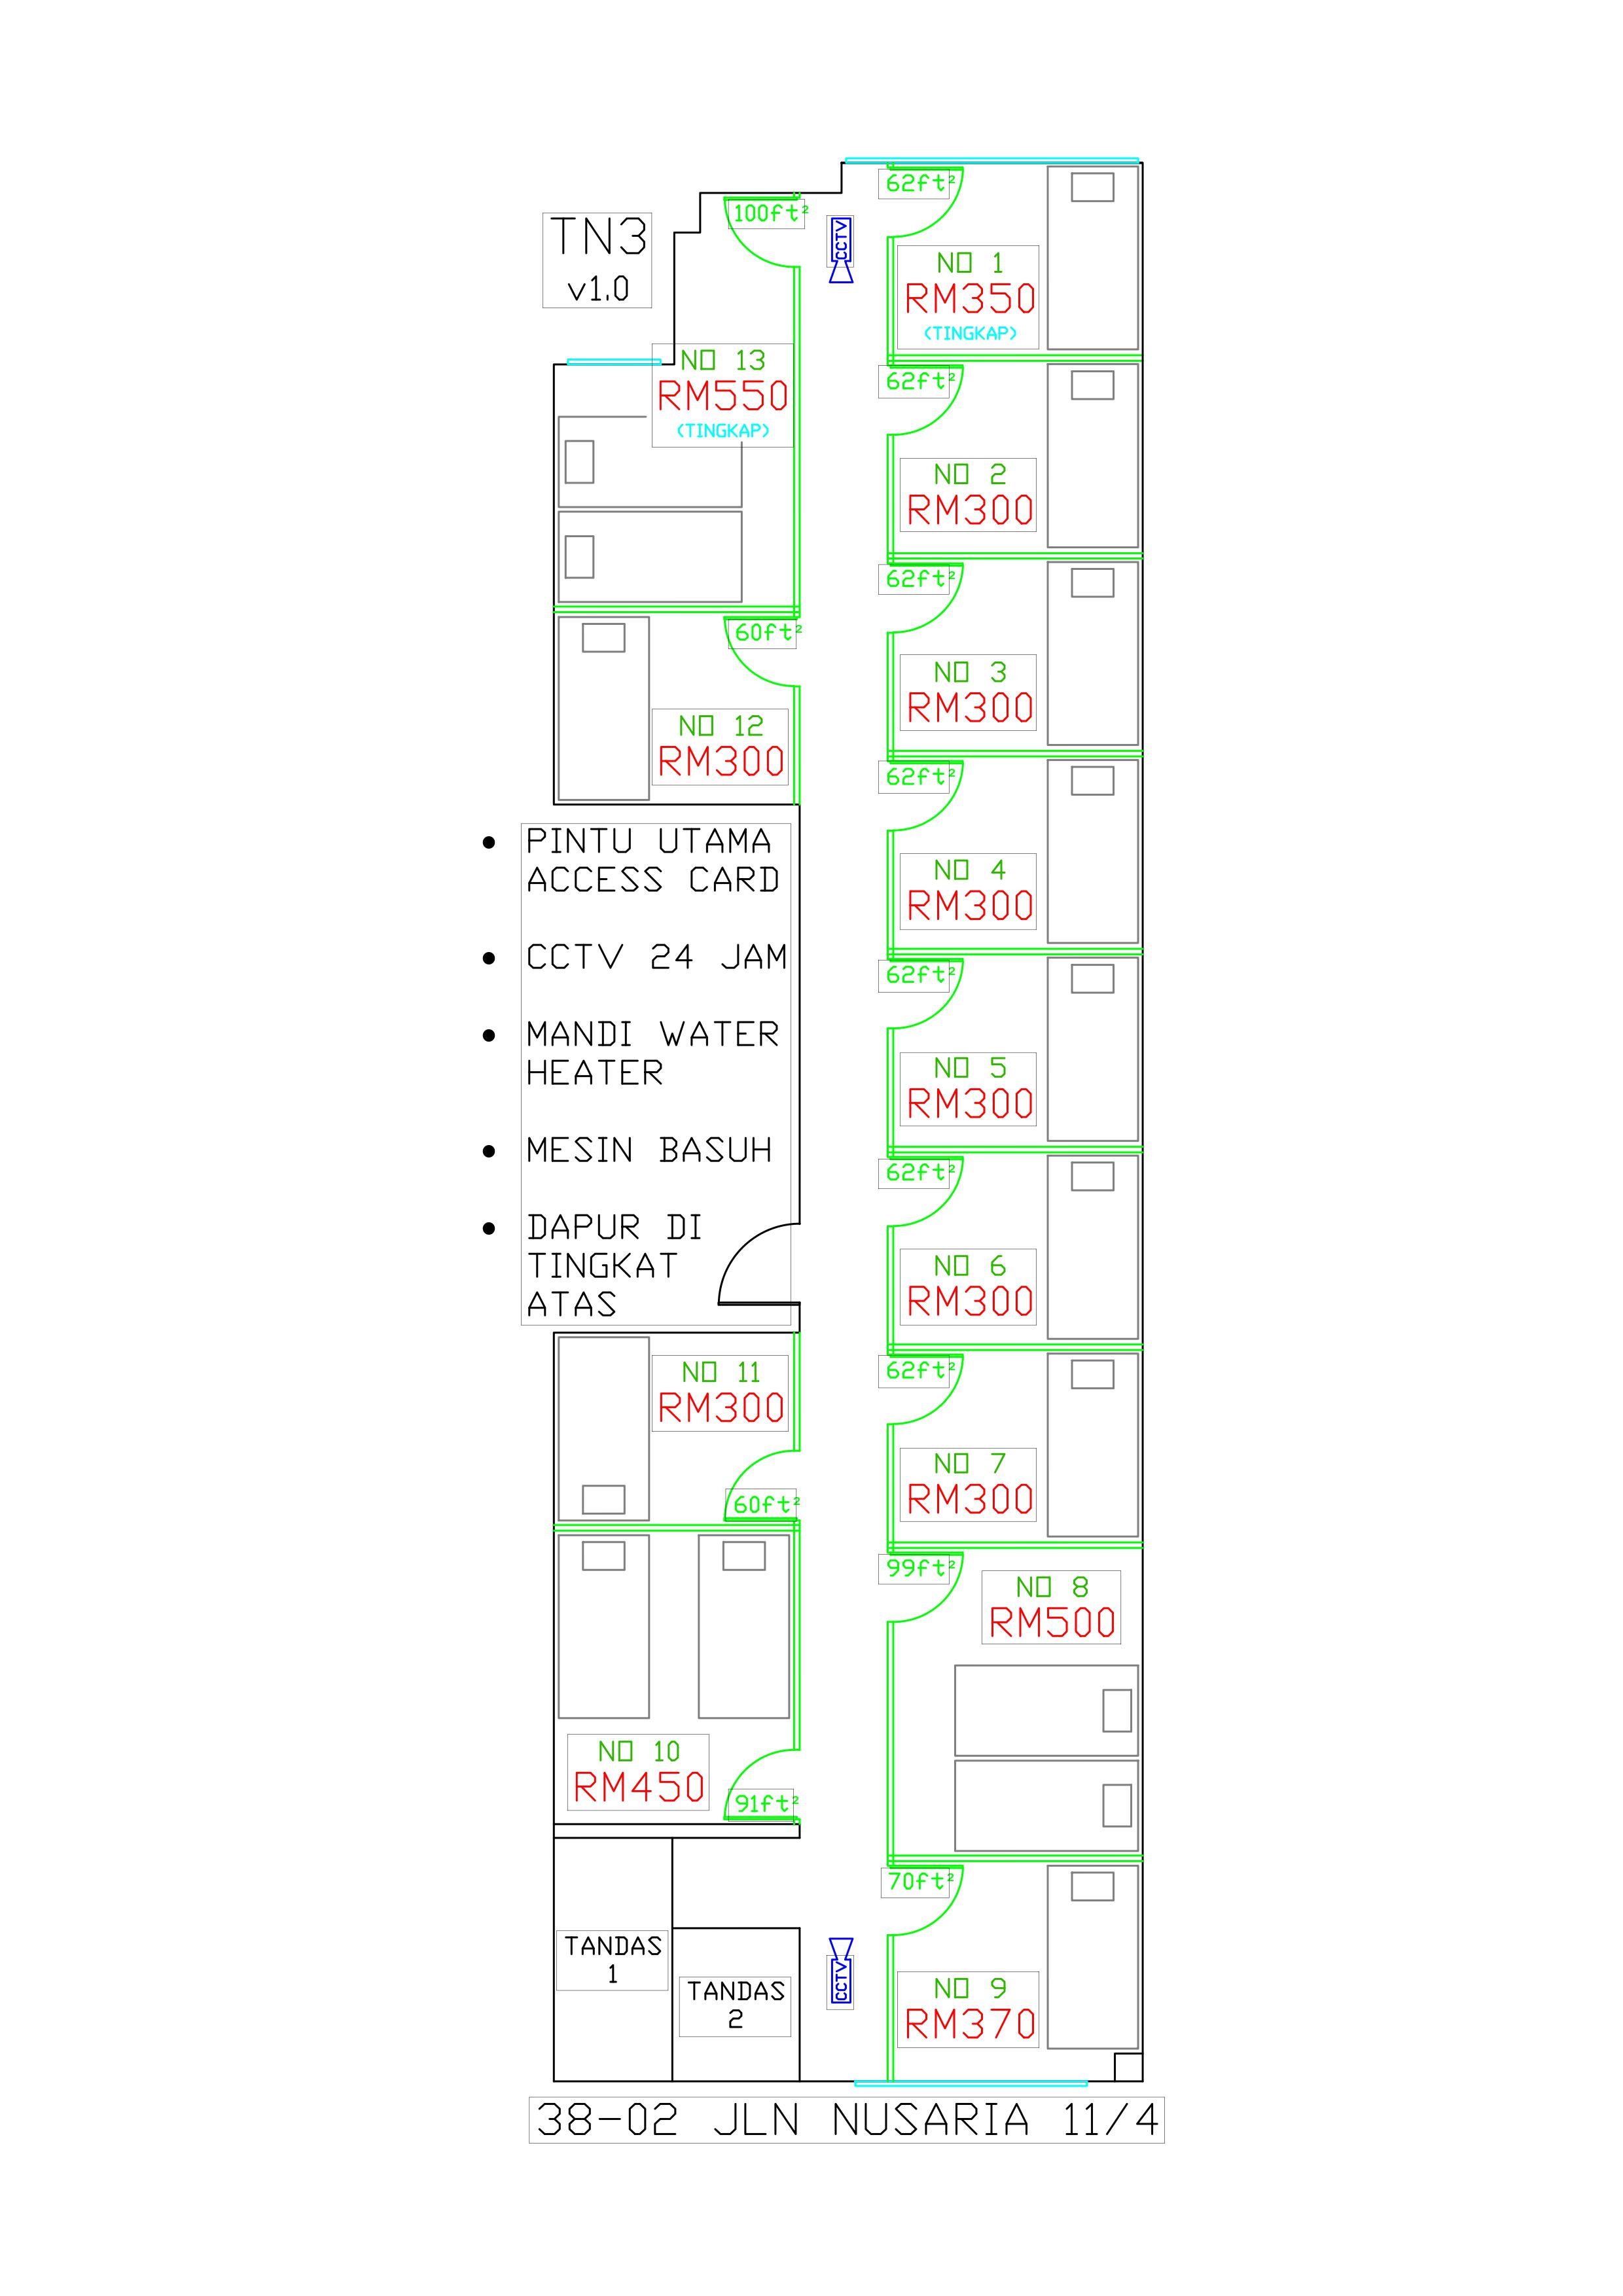 TN3
v1.0
100ft²
CCTV
62ft²
NO 1
RM350
(TINGKAP)
NO 13
RM550
(TINGKAP)
62ft²
NO 2
RM300
62ft²
NO 3
RM300
60ft²
NO 12
RM300
62ft²
NO 4
RM300
• PINTU UTAMA
ACCESS CARD
• CCTV 24 JAM
• MANDI WATER
HEATER
• MESIN BASUH
• DAPUR DI
TINGKAT
ATAS
62ft²
NO 5
RM300
62ft²
NO 6
RM300
62ft²
NO 7
RM300
NO 11
RM300
60ft²
99ft²
NO 8
RM500
NO 10
RM450
91ft²
70ft²
NO 9
RM370
TANDAS
1
TANDAS
2
CCTV
38-02 JLN NUSARIA 11/4